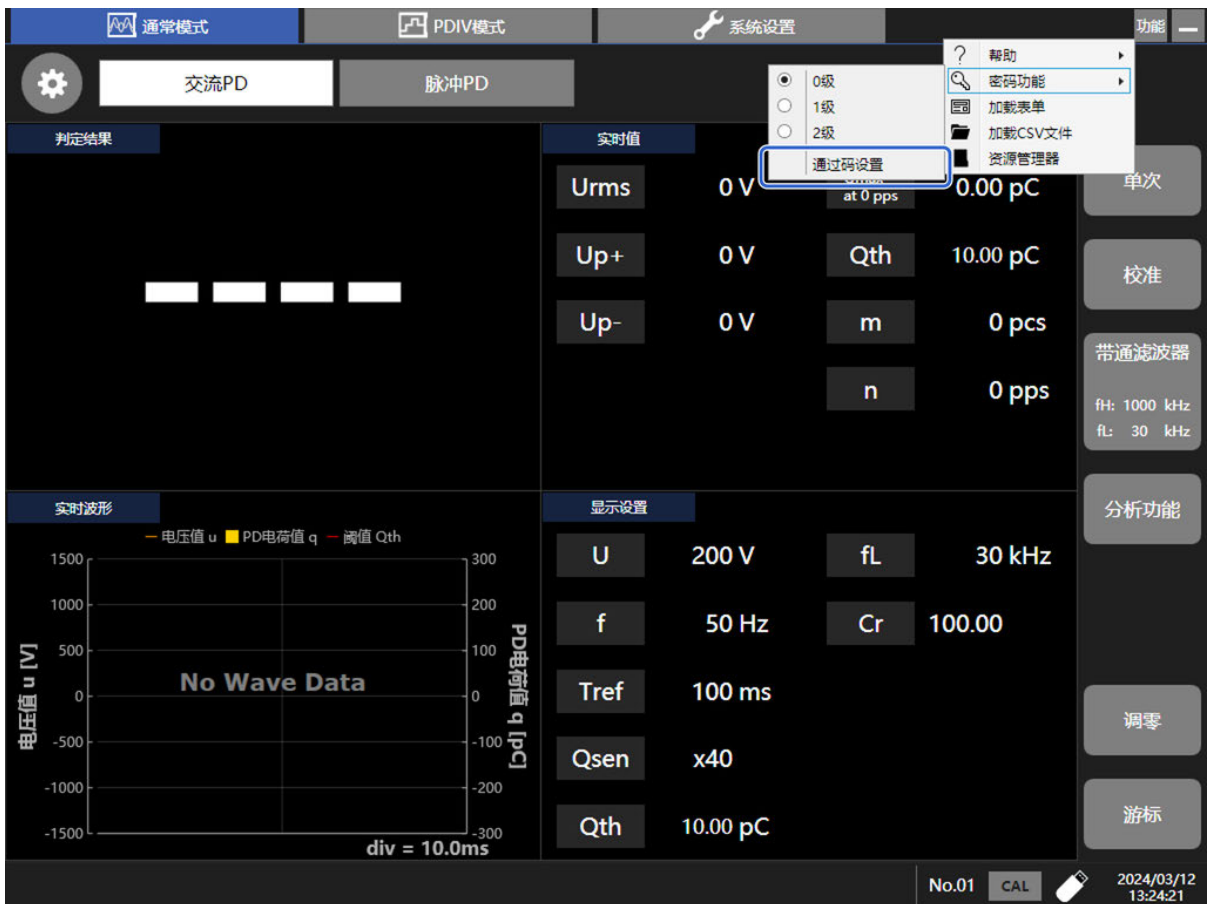 通常模式
PDIV模式
系统设置
功能
交流PD
脉冲PD
帮助
密码功能
加载表单
加载CSV文件
资源管理器
0级
1级
2级
通过码设置
判定结果
实时值
Urms 0 V
at 0 pps 0.00 pC
Up+ 0 V
Qth 10.00 pC
Up- 0 V
m 0 pcs
n 0 pps
单次
校准
带通滤波器
fH: 1000 kHz
fL: 30 kHz
分析功能
调零
游标
实时波形
电压值 u PD电荷值 q 阈值 Qth
1500
1000
500
0
-500
-1000
-1500
电压值 u [V]
No Wave Data
300
200
100
0
-100
-200
-300
PD电荷值 q [pC]
div = 10.0ms
显示设置
U 200 V
fL 30 kHz
f 50 Hz
Cr 100.00
Tref 100 ms
Qsen x40
Qth 10.00 pC
No.01 CAL
2024/03/12
13:24:21